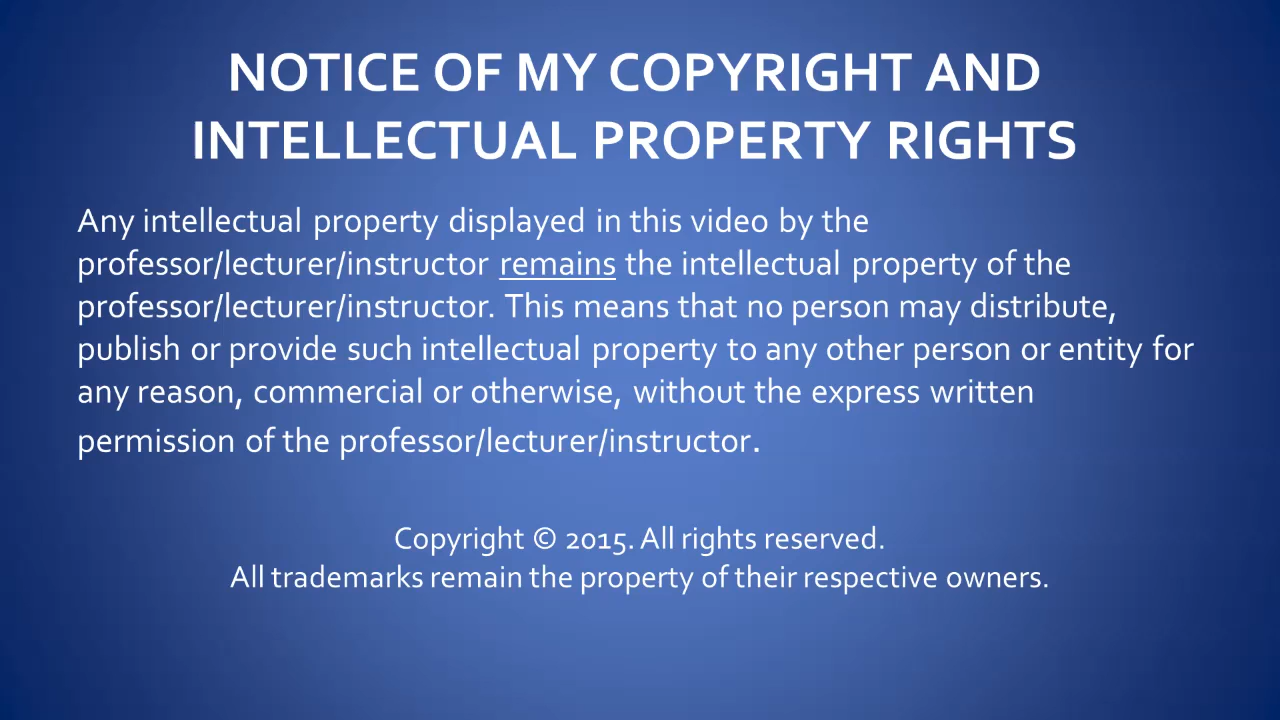 NOTICE OF MY COPYRIGHT AND
INTELLECTUAL PROPERTY RIGHTS
Any intellectual property displayed in this video by the
professor/lecturer/instructor remains the intellectual property of the
professor/lecturer/instructor. This means that no person may distribute,
publish or provide such intellectual property to any other person or entity for
any reason, commercial or otherwise, without the express written
permission of the professor/lecturer/instructor.
Copyright © 2015. All rights reserved.
All trademarks remain the property of their respective owners.